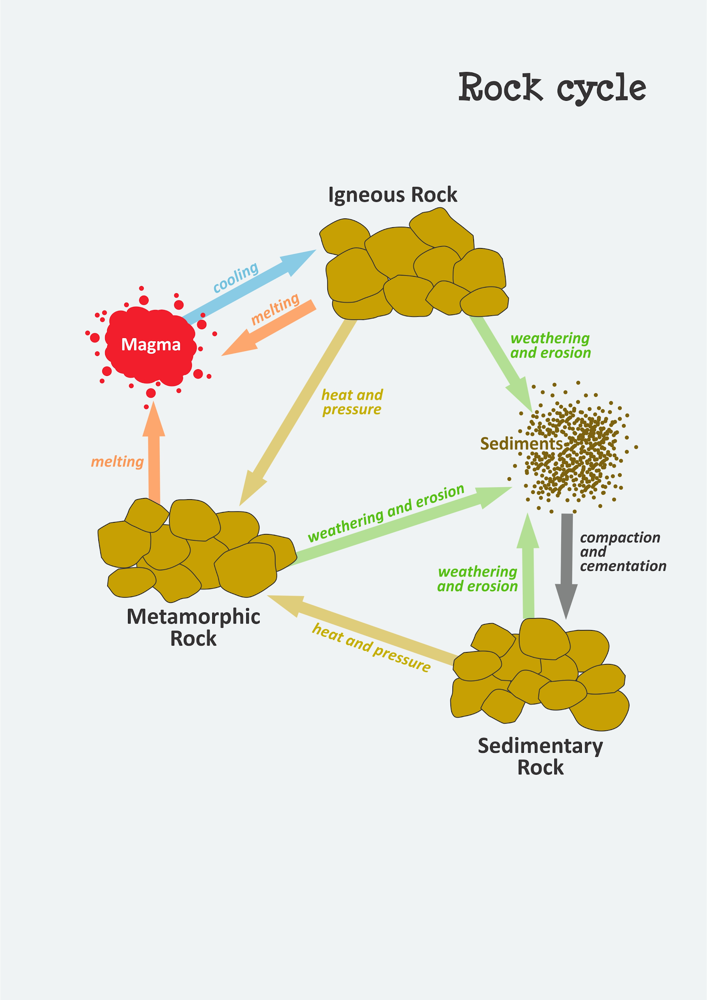 Rock cycle
Igneous Rock
cooling
melting
Magma
weathering
and erosion
heat and
pressure
Sediments
melting
weathering and erosion
compaction
and
cementation
weathering
and erosion
Metamorphic
Rock
heat and pressure
Sedimentary
Rock